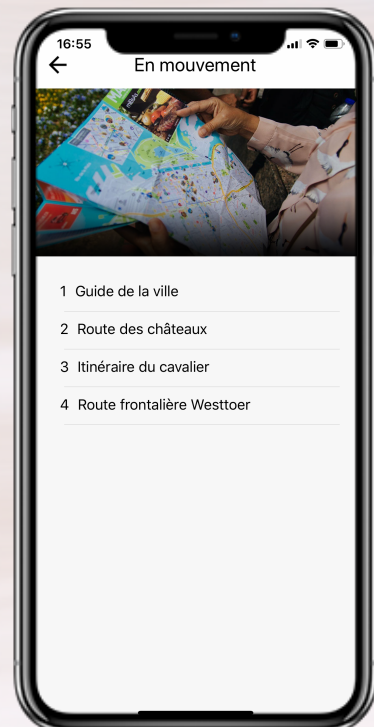 16:55
En mouvement
1 Guide de la ville
2 Route des châteaux
3 Itinéraire du cavalier
4 Route frontalière Westtoer